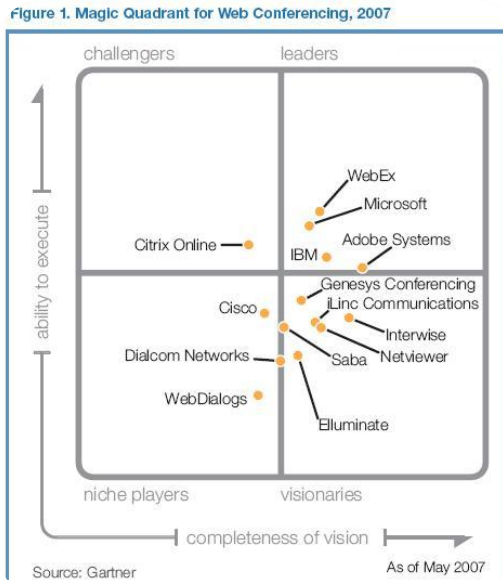 Figure 1. Magic Quadrant for Web Conferencing, 2007
challengers
leaders
ability to execute
WebEx
Microsoft
Citrix Online
Adobe Systems
IBM
Genesys Conferencing
iLinc Communications
Cisco
Interwise
Dialcom Networks
Saba
Netviewer
WebDialogs
Elluminate
niche players
visionaries
completeness of vision
Source: Gartner
As of May 2007